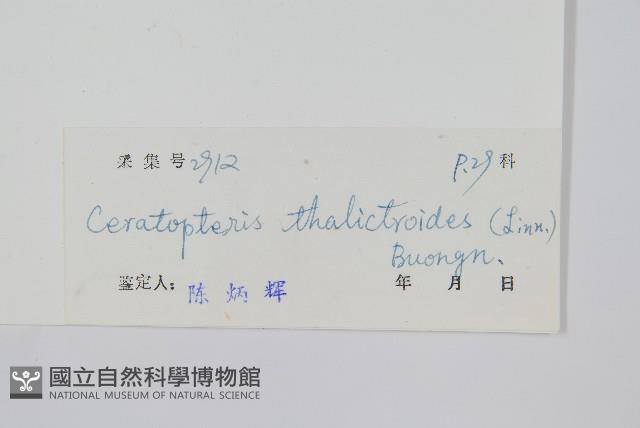 采集号 2912 P.29 科
Ceratopteris thalictroides (Linn.)
Buongn.
鉴定人: 陈炳辉 年 月 日
國立自然科學博物館
NATIONAL MUSEUM OF NATURAL SCIENCE